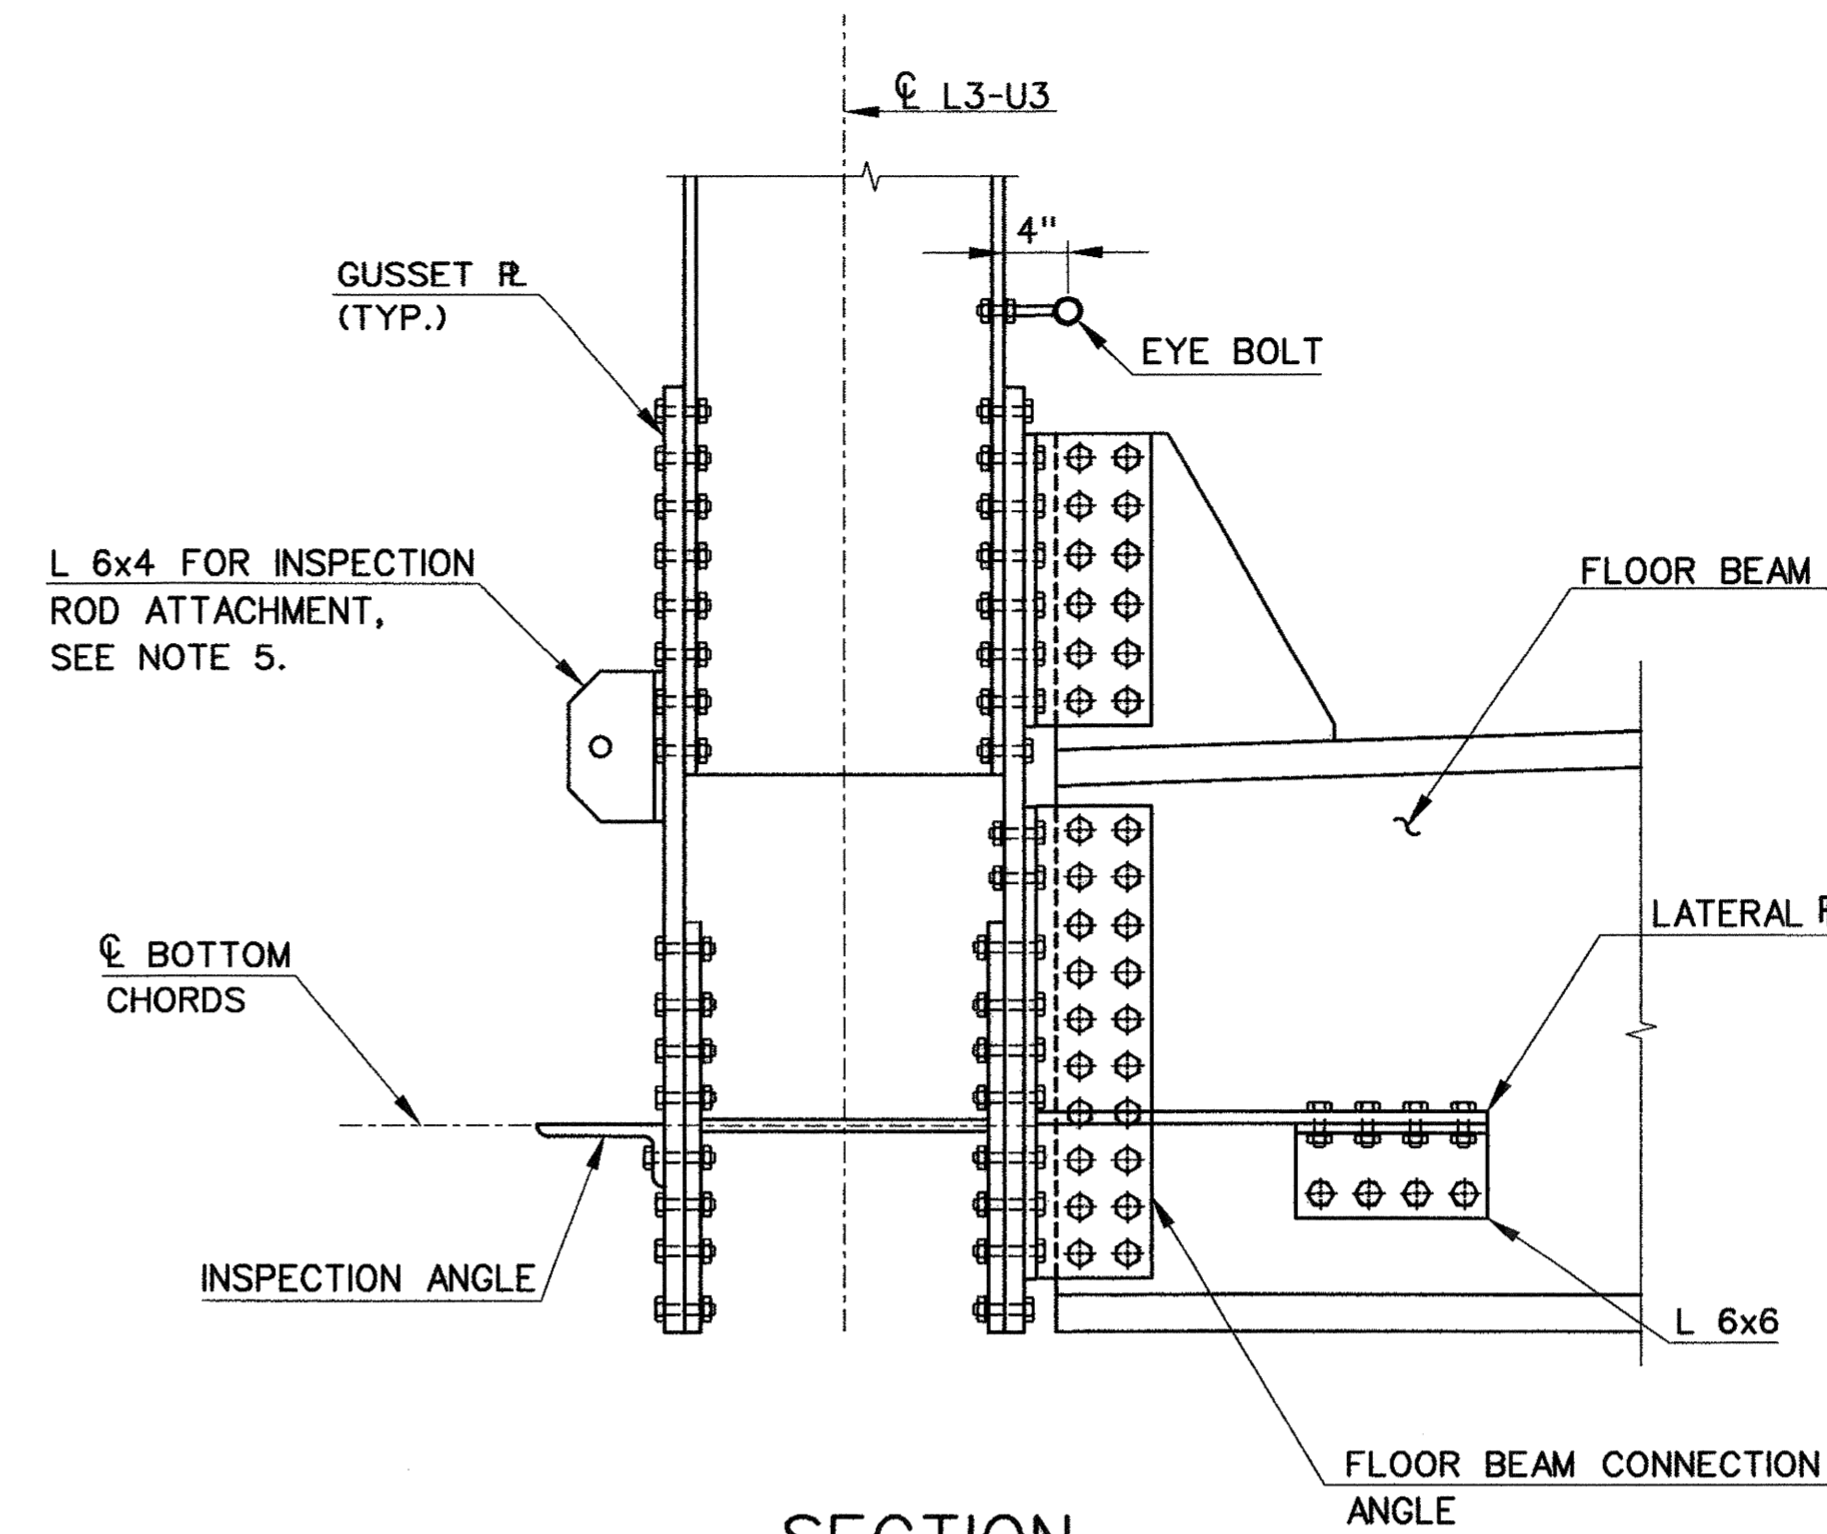 ℄ L3-U3
4"
GUSSET ℞
(TYP.)
EYE BOLT
L 6x4 FOR INSPECTION
ROD ATTACHMENT,
SEE NOTE 5.
FLOOR BEAM
LATERAL
℄ BOTTOM
CHORDS
INSPECTION ANGLE
L 6x6
FLOOR BEAM CONNECTION
ANGLE
SECTION